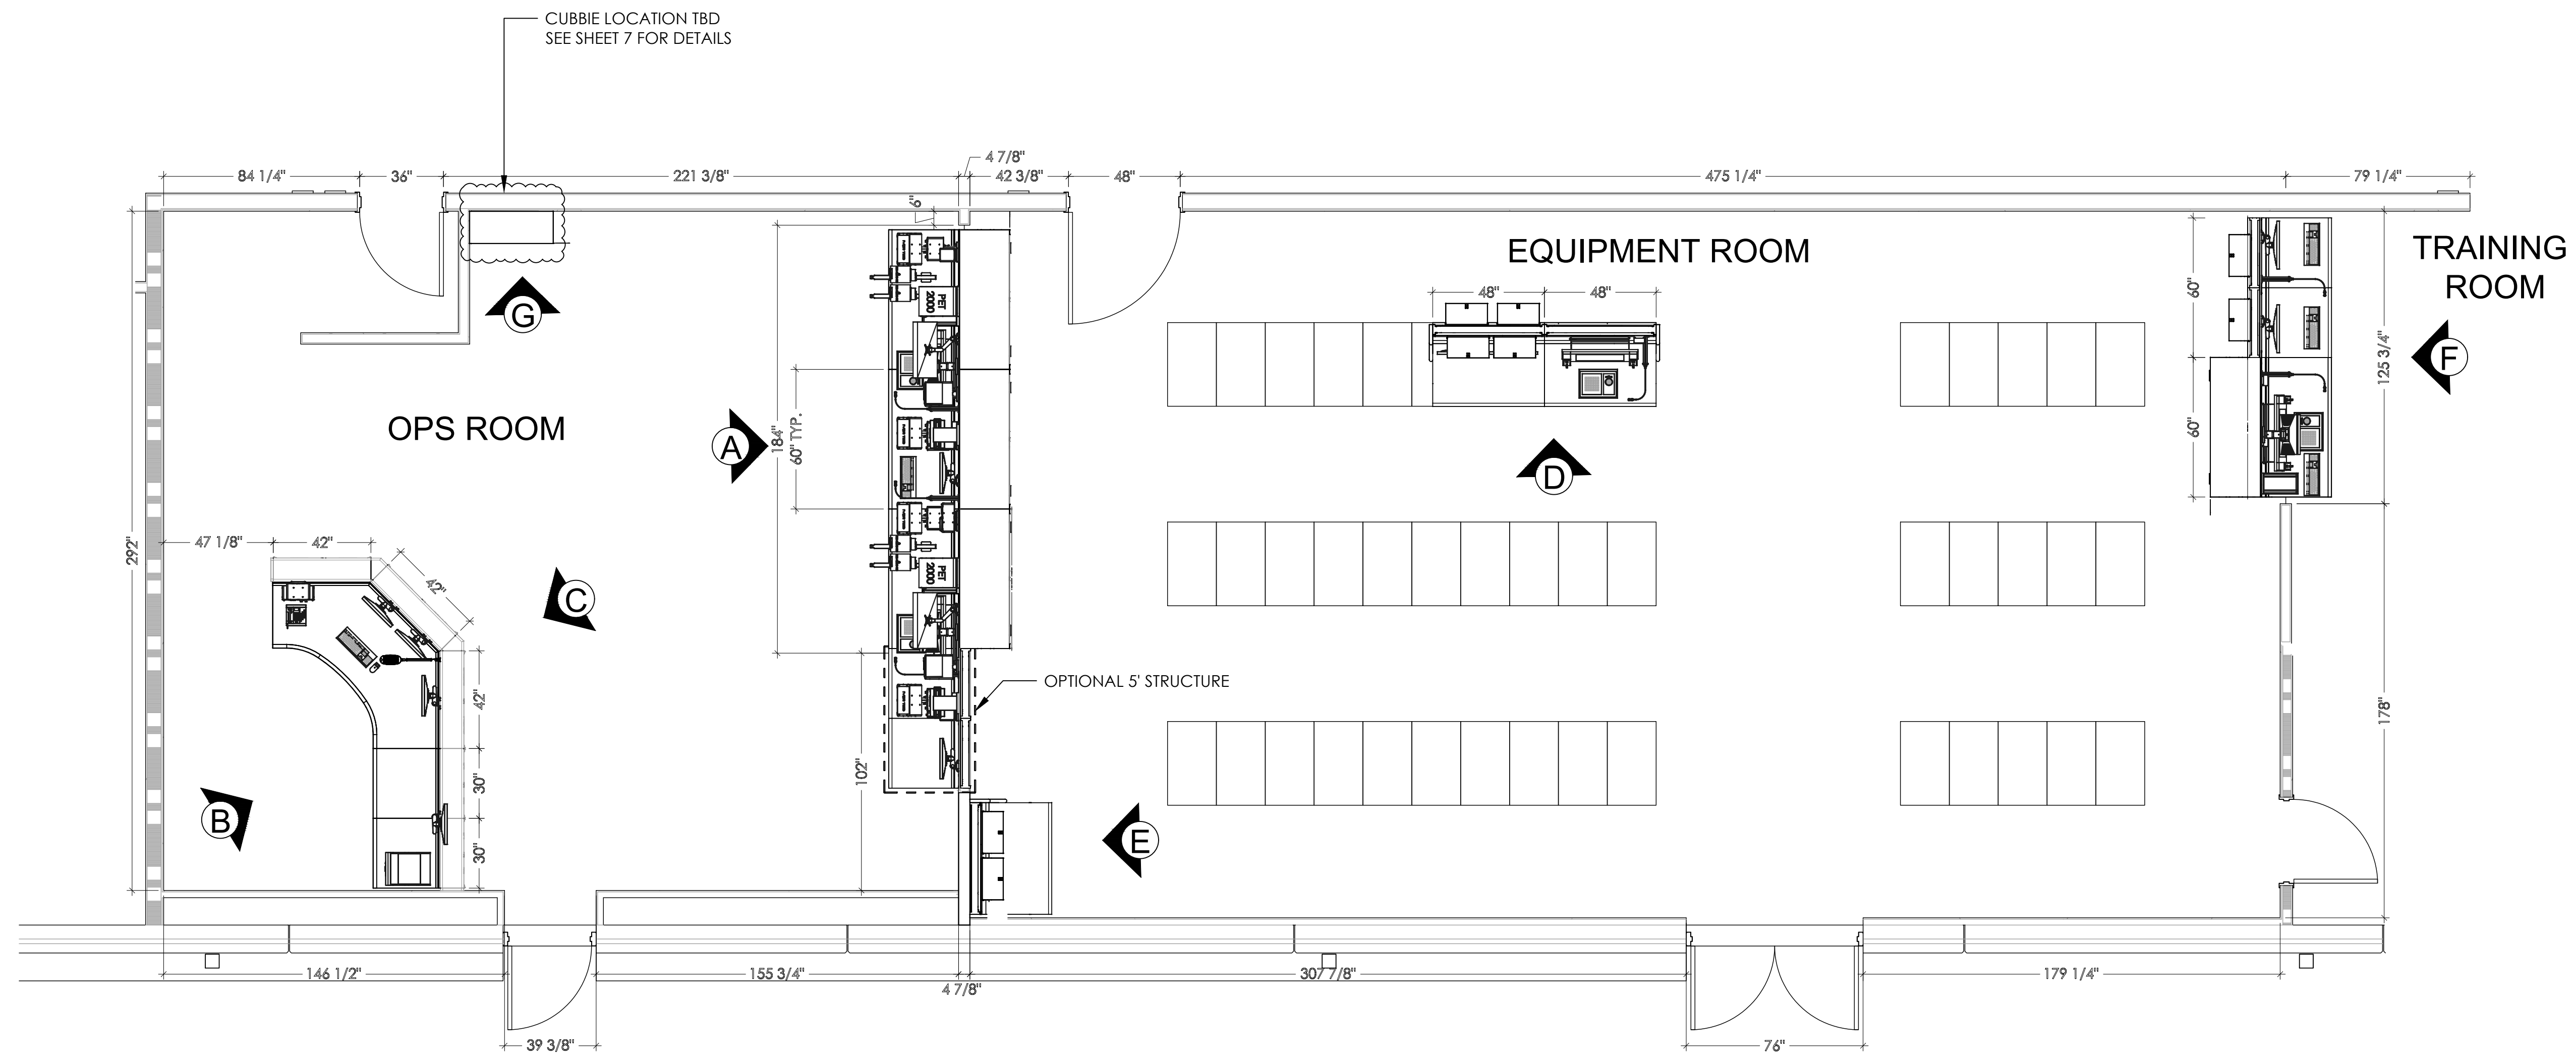 CUBBIE LOCATION TBD
SEE SHEET 7 FOR DETAILS
4 7/8"
84 1/4"
36"
221 3/8"
42 3/8"
48"
475 1/4"
79 1/4"
6"
EQUIPMENT ROOM
TRAINING
ROOM
G
48"
48"
60"
PET
2000
F
125 3/4"
OPS ROOM
A
184"
60" TYP.
60"
D
292"
47 1/8"
42"
42"
C
PET
2000
42"
OPTIONAL 5' STRUCTURE
178"
102"
30"
B
E
30"
146 1/2"
155 3/4"
4 7/8"
307 7/8"
179 1/4"
39 3/8"
76"